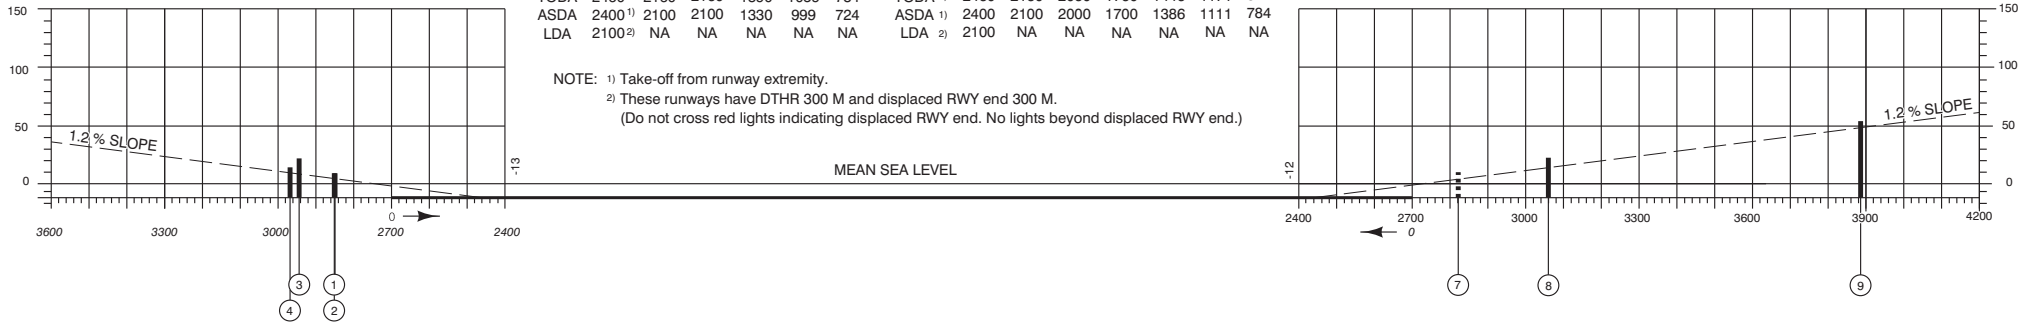 150
150
ASDA 2400 1) 2100 2100 1330 999 724
ASDA 1) 2400 2100 2000 1700 1386 1111 784
LDA 2100 2) NA NA NA NA NA
LDA 2) 2100 NA NA NA NA NA NA
NOTE: 1) Take-off from runway extremity.
2) These runways have DTHR 300 M and displaced RWY end 300 M.
(Do not cross red lights indicating displaced RWY end. No lights beyond displaced RWY end.)
100
100
50
50
1.2 % SLOPE
1.2 % SLOPE
-13
MEAN SEA LEVEL
-12
0
0
0
0
3600 3300 3000 2700 2400
2400 2700 3000 3300 3600 3900 4200
3 1
4 2
7 8 9